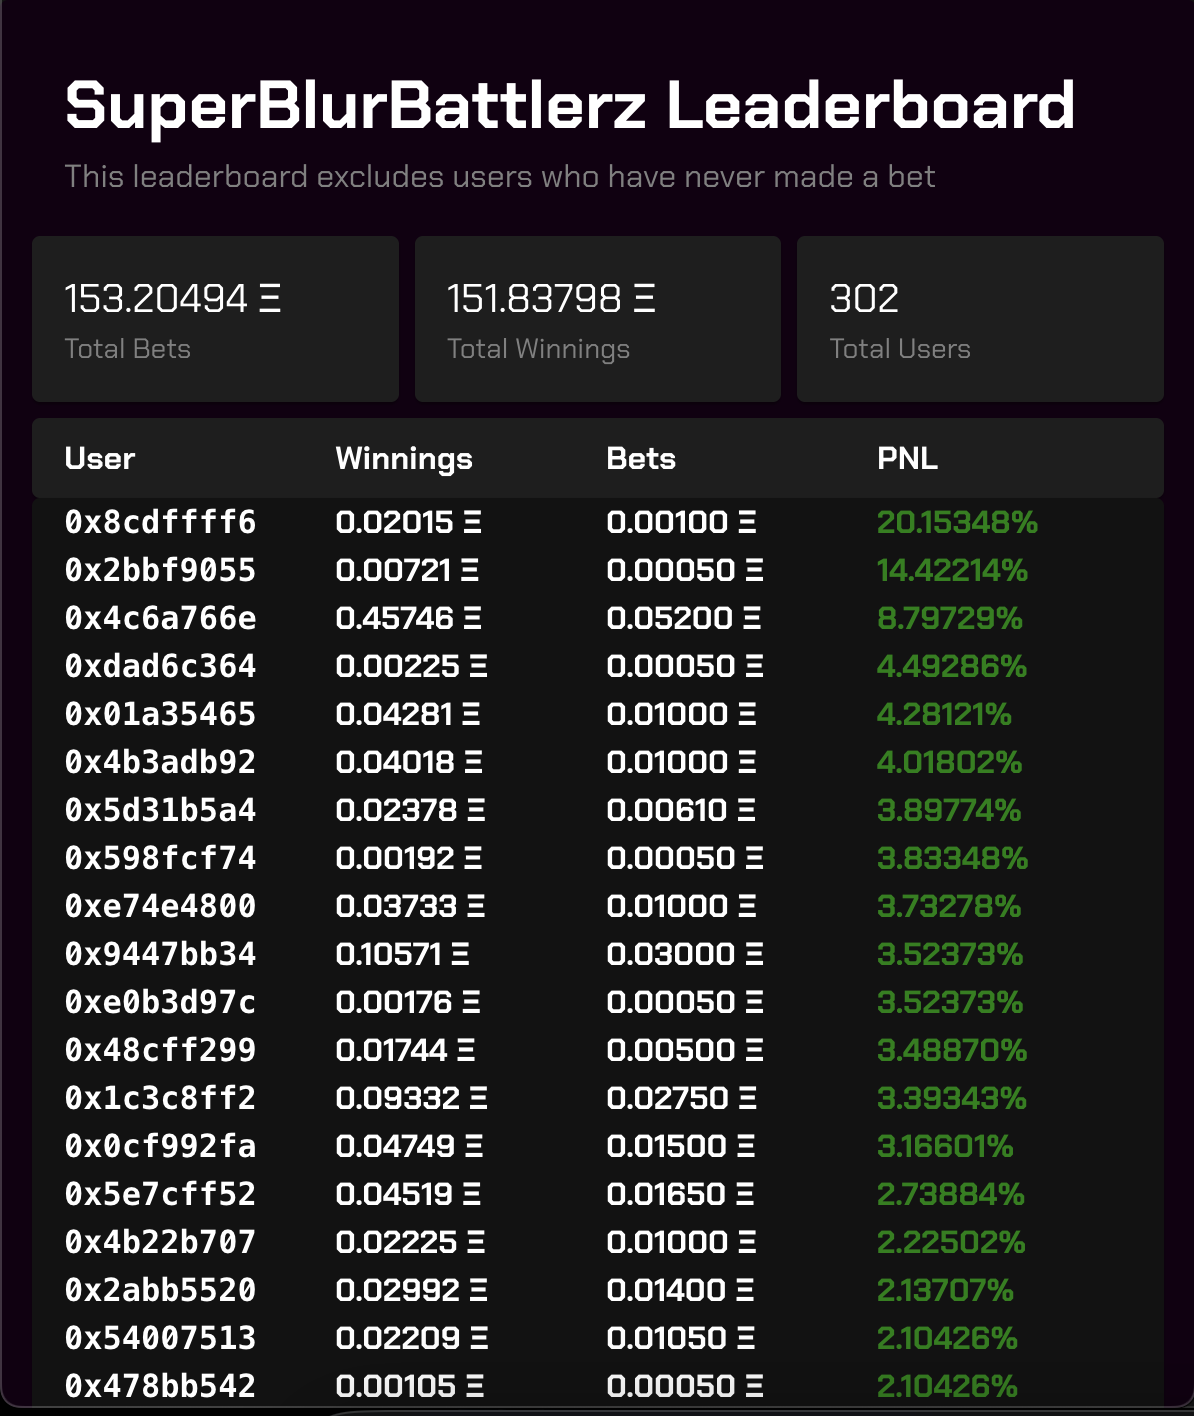 SuperBlurBattlerz Leaderboard
This leaderboard excludes users who have never made a bet
153.20494 Ξ 151.83798 Ξ 302
Total Bets Total Winnings Total Users
User Winnings Bets PNL
0x8cdffff6 0.02015 Ξ 0.00100 Ξ 20.15348%
0x2bbf9055 0.00721 Ξ 0.00050 Ξ 14.42214%
0x4c6a766e 0.45746 Ξ 0.05200 Ξ 8.79729%
0xdad6c364 0.00225 Ξ 0.00050 Ξ 4.49286%
0x01a35465 0.04281 Ξ 0.01000 Ξ 4.28121%
0x4b3adb92 0.04018 Ξ 0.01000 Ξ 4.01802%
0x5d31b5a4 0.02378 Ξ 0.00610 Ξ 3.89774%
0x598fcf74 0.00192 Ξ 0.00050 Ξ 3.83348%
0xe74e4800 0.03733 Ξ 0.01000 Ξ 3.73278%
0x9447bb34 0.10571 Ξ 0.03000 Ξ 3.52373%
0xe0b3d97c 0.00176 Ξ 0.00050 Ξ 3.52373%
0x48cff299 0.01744 Ξ 0.00500 Ξ 3.48870%
0x1c3c8ff2 0.09332 Ξ 0.02750 Ξ 3.39343%
0x0cf992fa 0.04749 Ξ 0.01500 Ξ 3.16601%
0x5e7cff52 0.04519 Ξ 0.01650 Ξ 2.73884%
0x4b22b707 0.02225 Ξ 0.01000 Ξ 2.22502%
0x2abb5520 0.02992 Ξ 0.01400 Ξ 2.13707%
0x54007513 0.02209 Ξ 0.01050 Ξ 2.10426%
0x478bb542 0.00105 Ξ 0.00050 Ξ 2.10426%